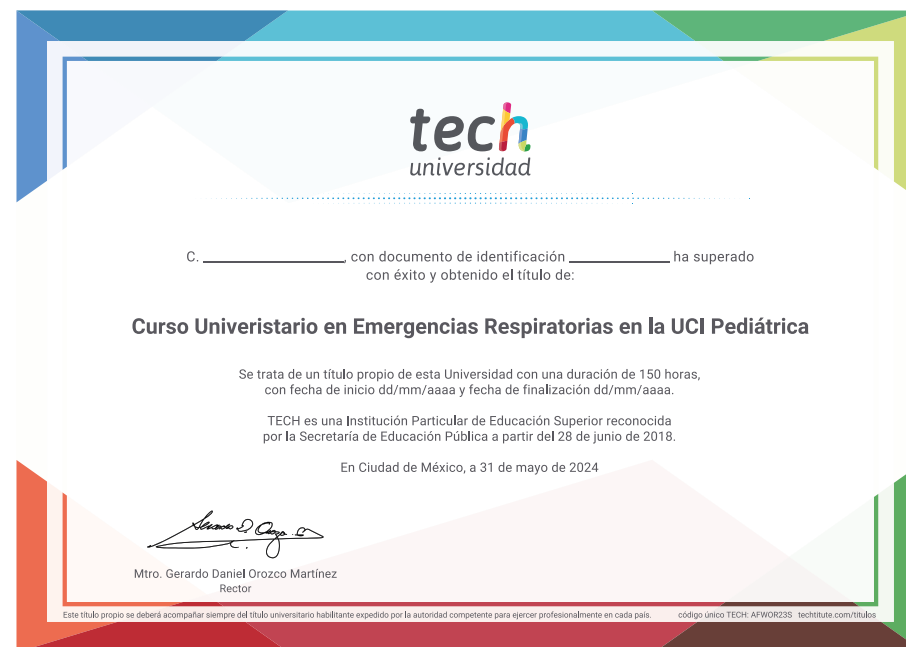 tech
universidad
C. ____________________, con documento de identificación ______________ ha superado
con éxito y obtenido el título de:
Curso Univeristario en Emergencias Respiratorias en la UCI Pediátrica
Se trata de un título propio de esta Universidad con una duración de 150 horas,
con fecha de inicio dd/mm/aaaa y fecha de finalización dd/mm/aaaa.
TECH es una Institución Particular de Educación Superior reconocida
por la Secretaría de Educación Pública a partir del 28 de junio de 2018.
En Ciudad de México, a 31 de mayo de 2024
Mtro. Gerardo Daniel Orozco Martínez
Rector
Este título propio se deberá acompañar siempre del título universitario habilitante expedido por la autoridad competente para ejercer profesionalmente en cada país. código único TECH: AFWOR23S techtitute.com/titulos